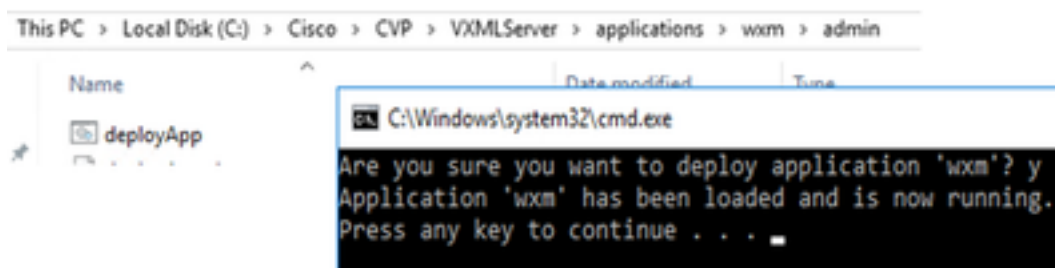 This PC > Local Disk (C:) > Cisco > CVP > VXMLServer > applications > wxm > admin
Name
Date modified
Type
deployApp
C:\Windows\system32\cmd.exe
Are you sure you want to deploy application 'wxm'? y
Application 'wxm' has been loaded and is now running.
Press any key to continue . . .